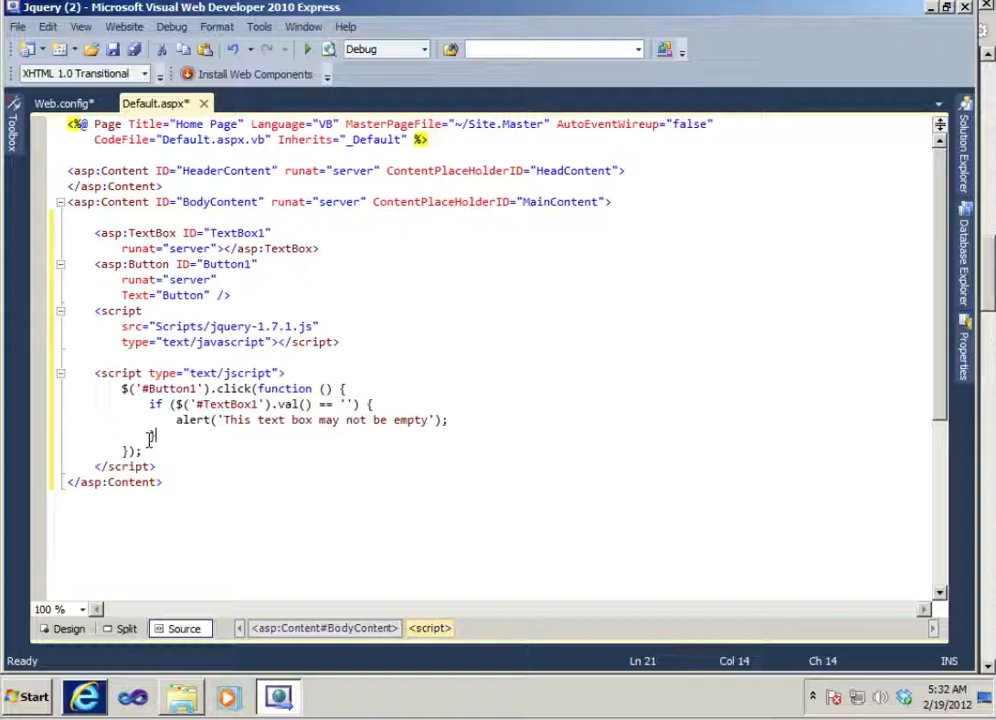 Jquery (2) - Microsoft Visual Web Developer 2010 Express
File Edit View Website Debug Format Tools Window Help
Debug
XHTML 1.0 Transitional Install Web Components
Web.config* Default.aspx*
Toolbox
Solution Explorer
Database Explorer
Properties
<%@ Page Title="Home Page" Language="VB" MasterPageFile="~/Site.Master" AutoEventWireup="false"
CodeFile="Default.aspx.vb" Inherits="_Default" %>
<asp:Content ID="HeaderContent" runat="server" ContentPlaceHolderID="HeadContent">
</asp:Content>
<asp:Content ID="BodyContent" runat="server" ContentPlaceHolderID="MainContent">
<asp:TextBox ID="TextBox1"
runat="server"></asp:TextBox>
<asp:Button ID="Button1"
runat="server"
Text="Button" />
<script
src="Scripts/jquery-1.7.1.js"
type="text/javascript"></script>
<script type="text/jscript">
$('#Button1').click(function () {
if ($('#TextBox1').val() == '') {
alert('This text box may not be empty');
}
});
</script>
</asp:Content>
100 %
Design Split Source <asp:Content#BodyContent> <script>
Ready Ln 21 Col 14 Ch 14 INS
Start 5:32 AM
2/19/2012